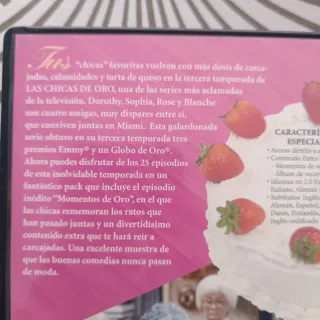 Tus "chicas" favoritas vuelven con más dosis de carca-
jadas, calamidades y tarta de queso en la tercera temporada de
LAS CHICAS DE ORO, una de las series más aclamadas
de la televisión. Dorothy, Sophia, Rose y Blanche
son cuatro amigas, muy dispares entre sí,
que conviven juntas en Miami. Esta galardonada
serie obtuvo en su tercera temporada tres
premios Emmy® y un Globo de Oro®.
Ahora puedes disfrutar de los 25 episodios
de esta inolvidable temporada en un
fantástico pack que incluye el episodio
inédito "Momentos de Oro", en el que
las chicas rememoran los ratos que
han pasado juntas y un divertidísimo
contenido extra que te hará reír a
carcajadas. Una excelente muestra de
que las buenas comedias nunca pasan
de moda.
CARACTERÍ
ESPECIA
- Acceso directo a
- Contenido Extra
- Momentos de
- Álbum de recor
- Idiomas en 2.0
Italiano, Alemán
- Subtítulos Inglés,
Alemán, Español,
Danés, Finlandés,
Inglés codificado